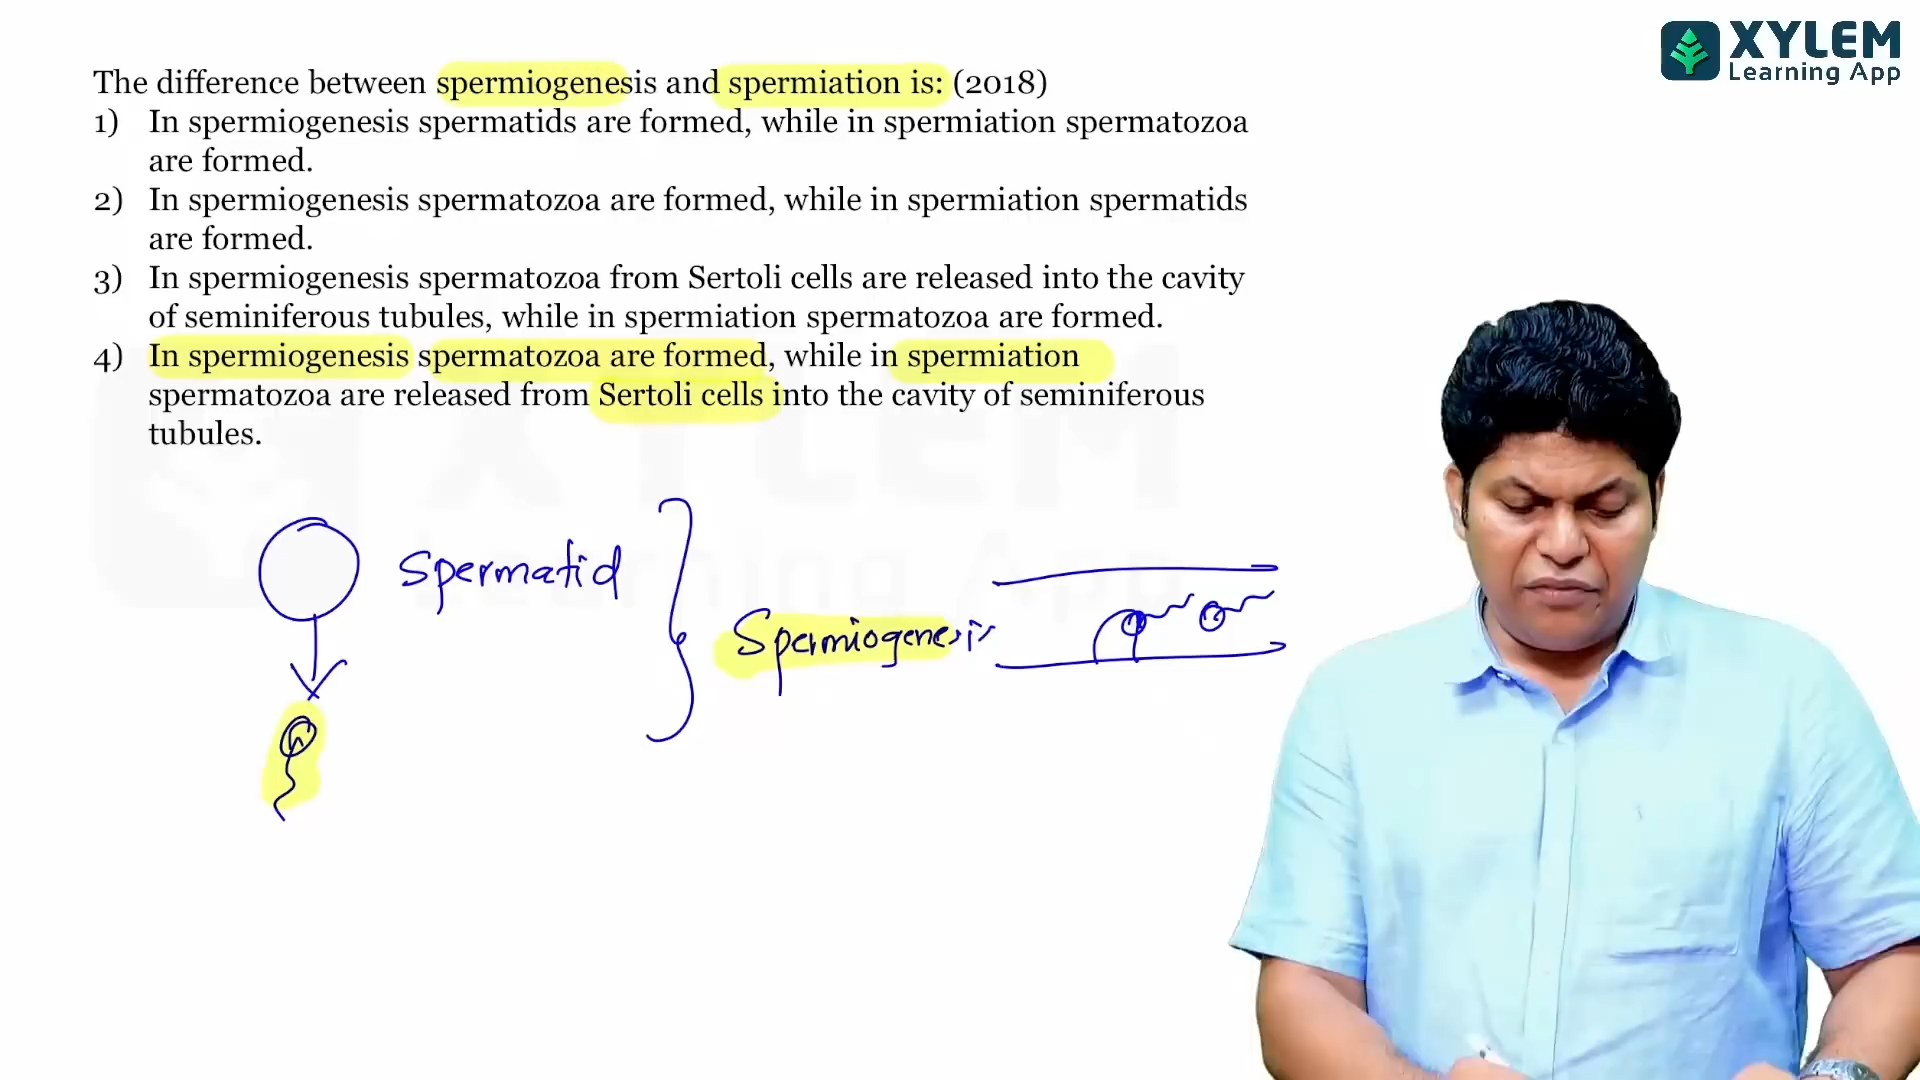 XYLEM
Learning App
The difference between spermiogenesis and spermiation is: (2018)
1) In spermiogenesis spermatids are formed, while in spermiation spermatozoa
are formed.
2) In spermiogenesis spermatozoa are formed, while in spermiation spermatids
are formed.
3) In spermiogenesis spermatozoa from Sertoli cells are released into the cavity
of seminiferous tubules, while in spermiation spermatozoa are formed.
4) In spermiogenesis spermatozoa are formed, while in spermiation
spermatozoa are released from Sertoli cells into the cavity of seminiferous
tubules.
XYLEM
Learning App
Spermatid
Spermiogenesis